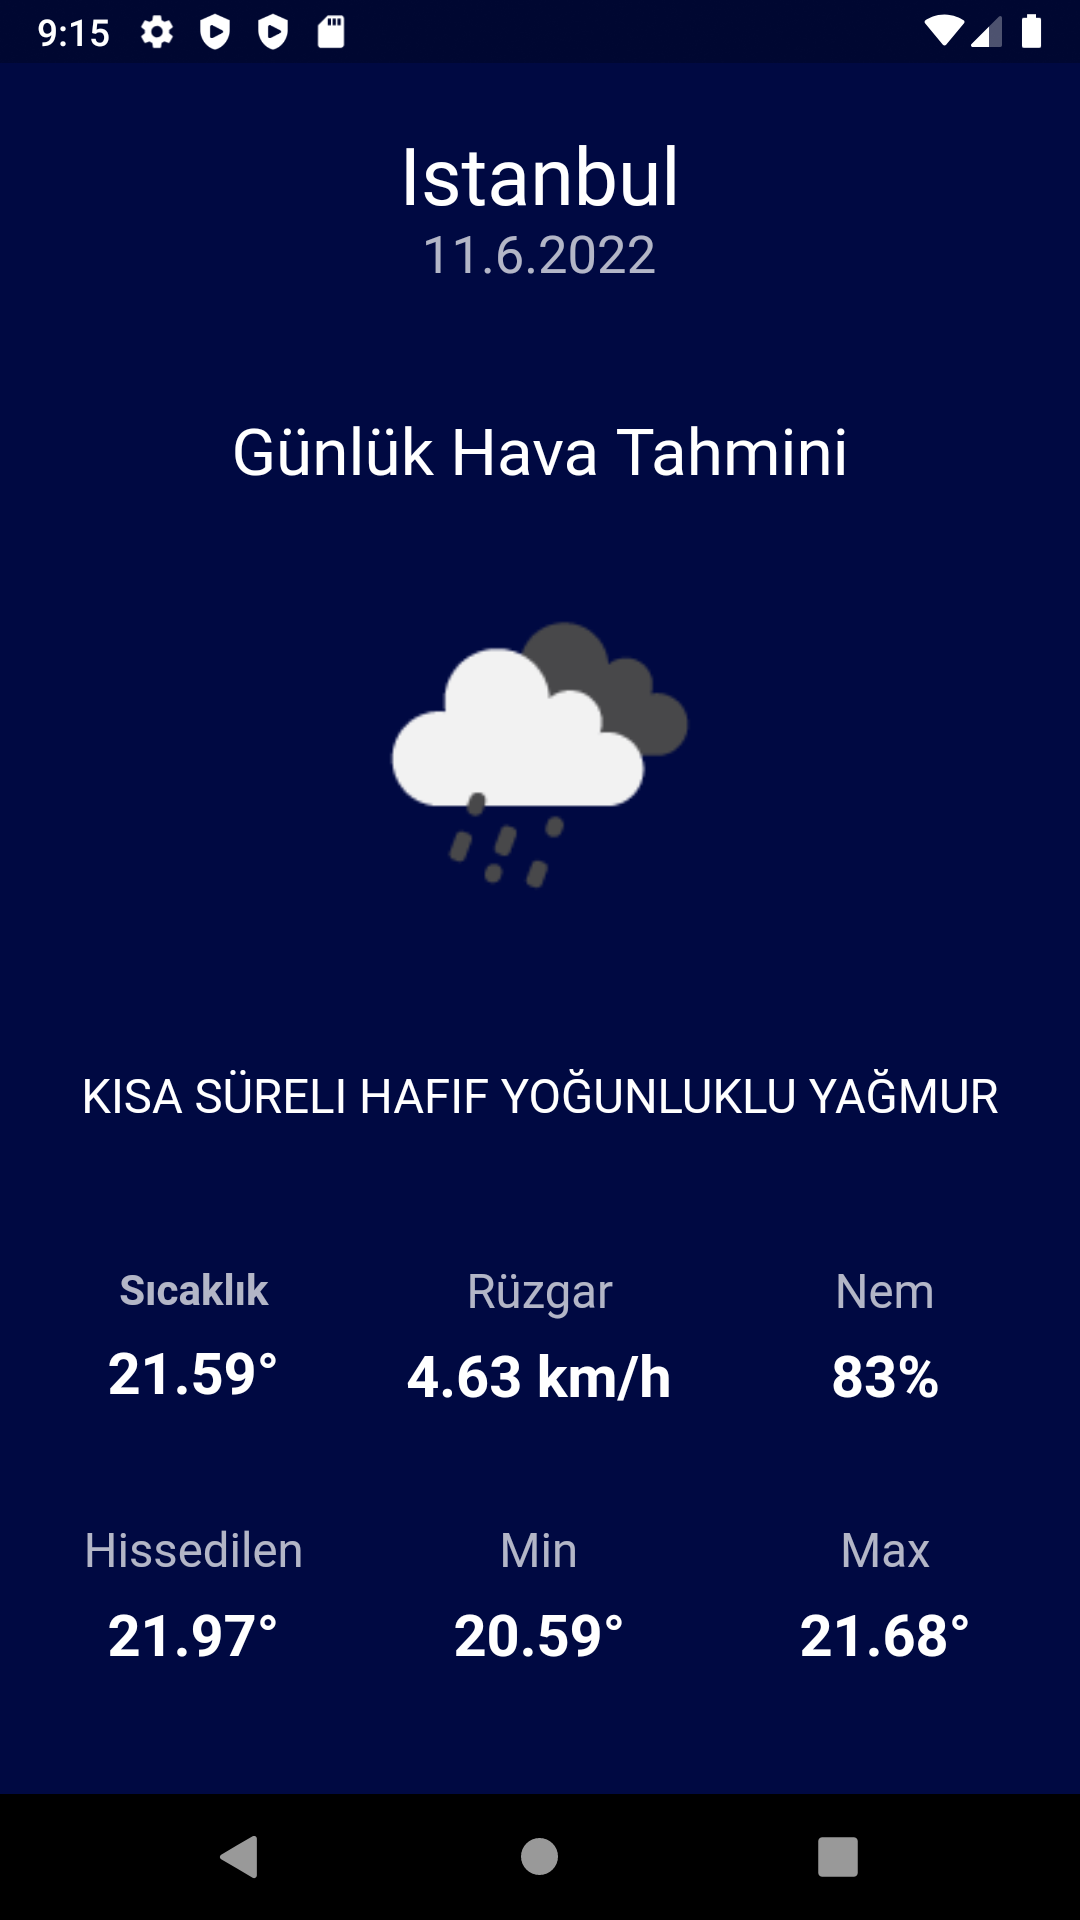 9:15
Istanbul
11.6.2022
Günlük Hava Tahmini
KISA SÜRELI HAFIF YOĞUNLUKLU YAĞMUR
Sıcaklık Rüzgar Nem
21.59° 4.63 km/h 83%
Hissedilen Min Max
21.97° 20.59° 21.68°